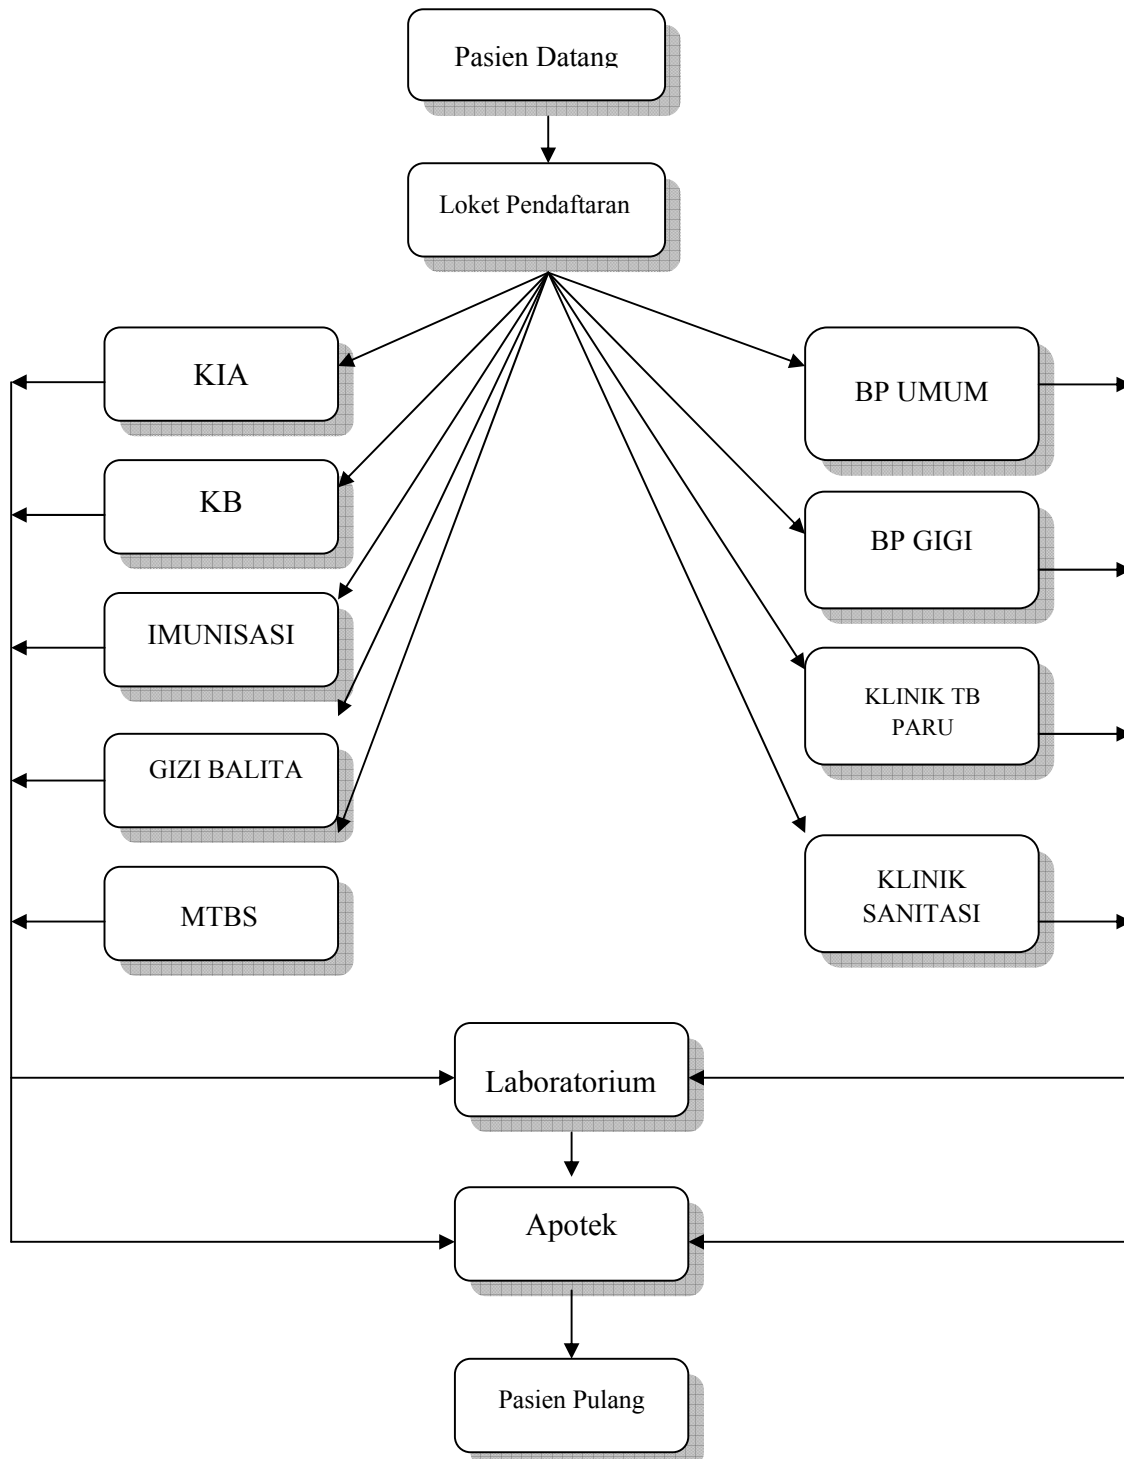 Pasien Datang
Loket Pendaftaran
KIA
KB
IMUNISASI
GIZI BALITA
MTBS
BP UMUM
BP GIGI
KLINIK TB
PARU
KLINIK
SANITASI
Laboratorium
Apotek
Pasien Pulang